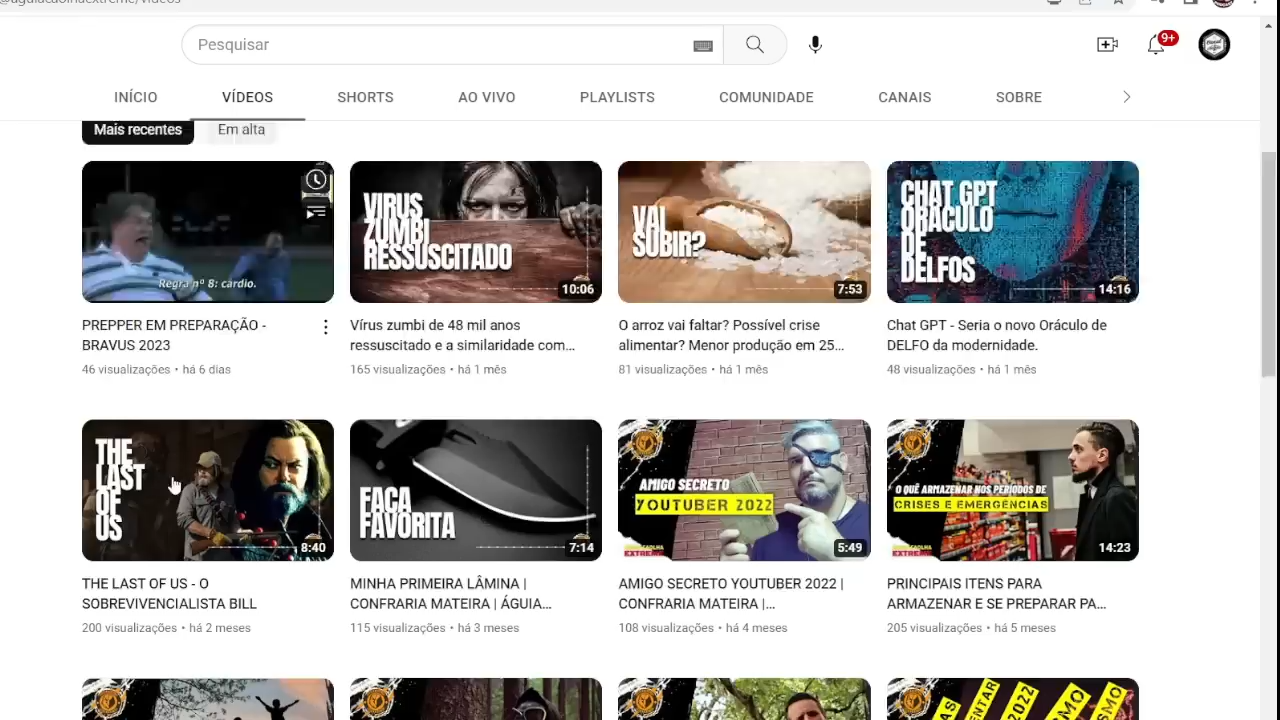 Pesquisar
9+
INÍCIO
VÍDEOS
SHORTS
AO VIVO
PLAYLISTS
COMUNIDADE
CANAIS
SOBRE
Mais recentes
Em alta
Regra nº 8: cárdio.
VIRUS
ZUMBI
RESSUSCITADO
10:06
VAI
SUBIR?
7:53
CHAT GPT
ORÁCULO
DE
DELFOS
14:16
PREPPER EM PREPARAÇÃO -
BRAVUS 2023
46 visualizações • há 6 dias
Vírus zumbi de 48 mil anos
ressuscitado e a similaridade com...
165 visualizações • há 1 mês
O arroz vai faltar? Possível crise
alimentar? Menor produção em 25...
81 visualizações • há 1 mês
Chat GPT - Seria o novo Oráculo de
DELFO da modernidade.
48 visualizações • há 1 mês
THE
LAST
OF
US
8:40
FACA
FAVORITA
7:14
AMIGO SECRETO
YOUTUBER 2022
5:49
O QUÊ ARMAZENAR NOS PERÍODOS DE
CRISES E EMERGÊNCIAS
14:23
THE LAST OF US - O
SOBREVIVENCIALISTA BILL
200 visualizações • há 2 meses
MINHA PRIMEIRA LÂMINA |
CONFRARIA MATEIRA | ÁGUIA...
115 visualizações • há 3 meses
AMIGO SECRETO YOUTUBER 2022 |
CONFRARIA MATEIRA |...
108 visualizações • há 4 meses
PRINCIPAIS ITENS PARA
ARMAZENAR E SE PREPARAR PA...
205 visualizações • há 5 meses
2022